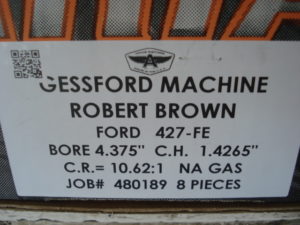 GESSFORD MACHINE
ROBERT BROWN
FORD 427-FE
BORE 4.375" C.H. 1.4265"
C.R.= 10.62:1 NA GAS
JOB# 480189 8 PIECES